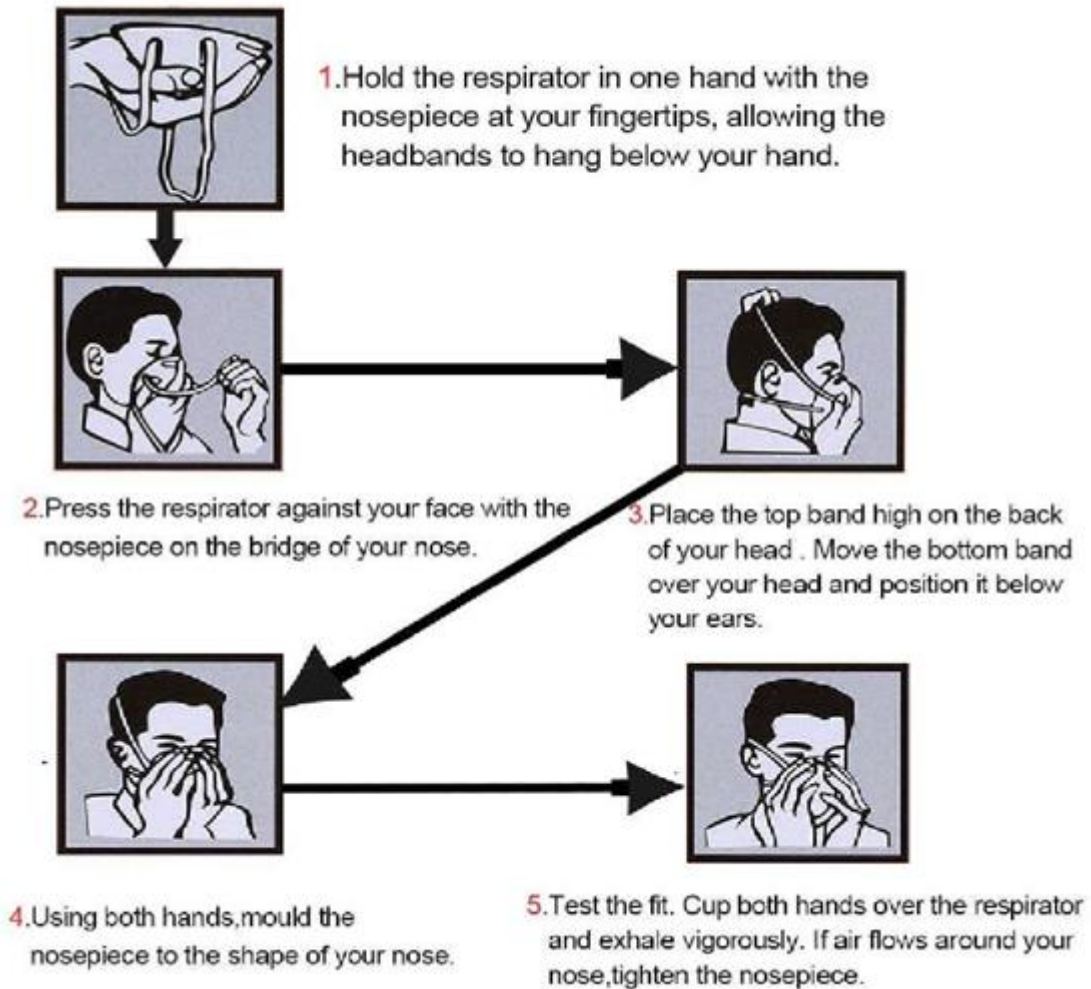 1.Hold the respirator in one hand with the
nosepiece at your fingertips, allowing the
headbands to hang below your hand.
2.Press the respirator against your face with the
nosepiece on the bridge of your nose.
3.Place the top band high on the back
of your head . Move the bottom band
over your head and position it below
your ears.
4.Using both hands,mould the
nosepiece to the shape of your nose.
5.Test the fit. Cup both hands over the respirator
and exhale vigorously. If air flows around your
nose,tighten the nosepiece.